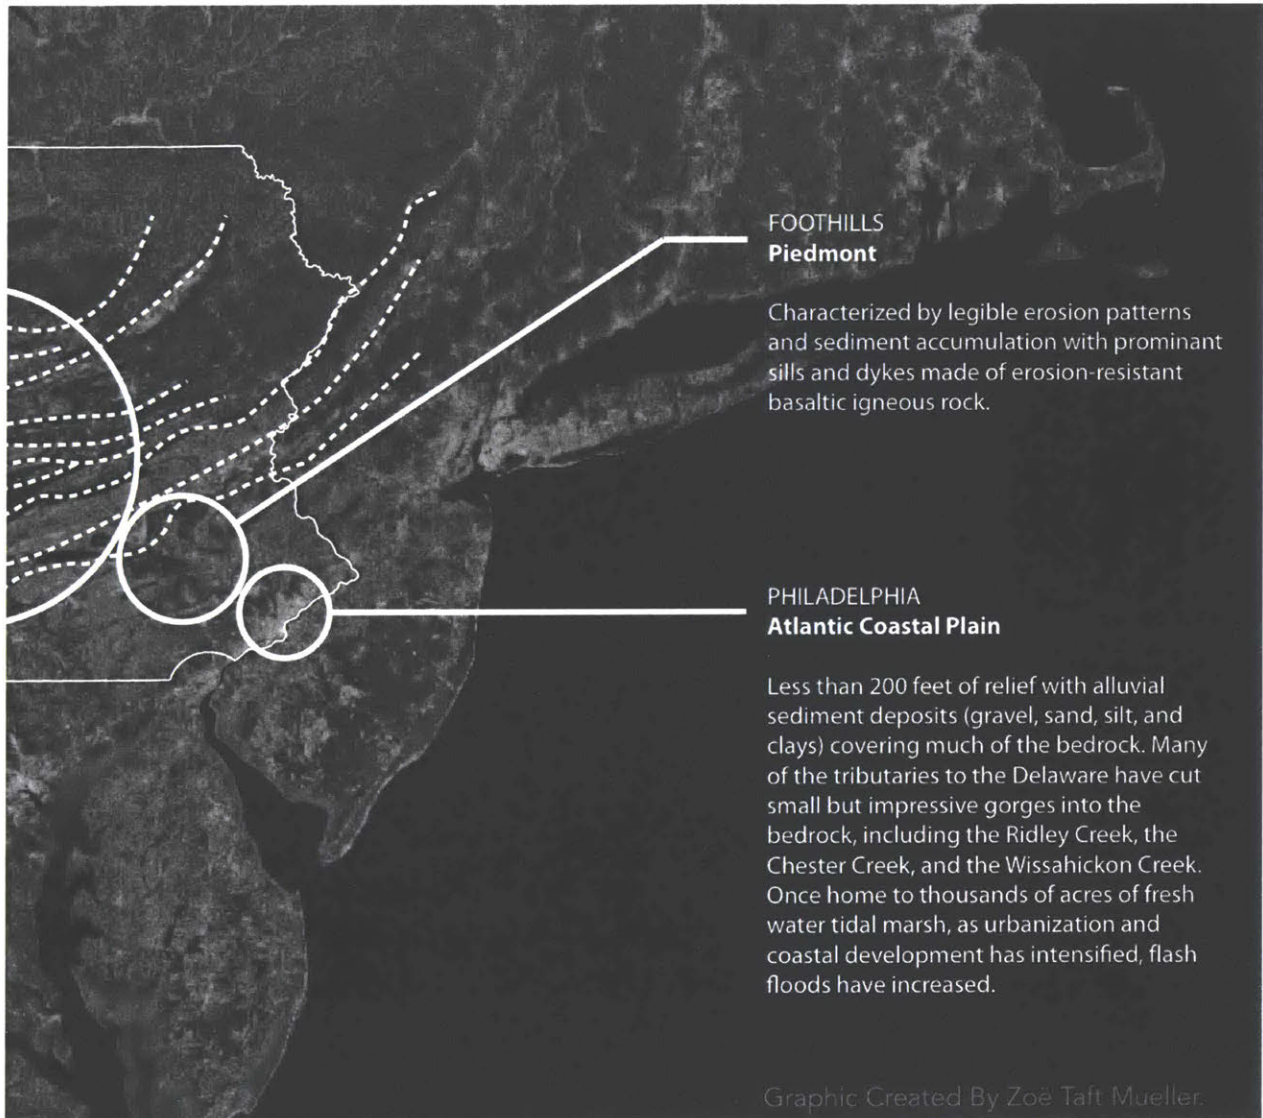 FOOTHILLS
Piedmont
Characterized by legible erosion patterns
and sediment accumulation with prominant
sills and dykes made of erosion-resistant
basaltic igneous rock.
PHILADELPHIA
Atlantic Coastal Plain
Less than 200 feet of relief with alluvial
sediment deposits (gravel, sand, silt, and
clays) covering much of the bedrock. Many
of the tributaries to the Delaware have cut
small but impressive gorges into the
bedrock, including the Ridley Creek, the
Chester Creek, and the Wissahickon Creek.
Once home to thousands of acres of fresh
water tidal marsh, as urbanization and
coastal development has intensified, flash
floods have increased.
Graphic Created By Zoë Taft Mueller.